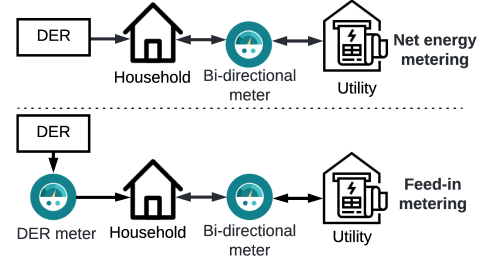 DER
Household
Bi-directional
meter
Utility
Net energy
metering
DER
DER meter
Household
Bi-directional
meter
Utility
Feed-in
metering